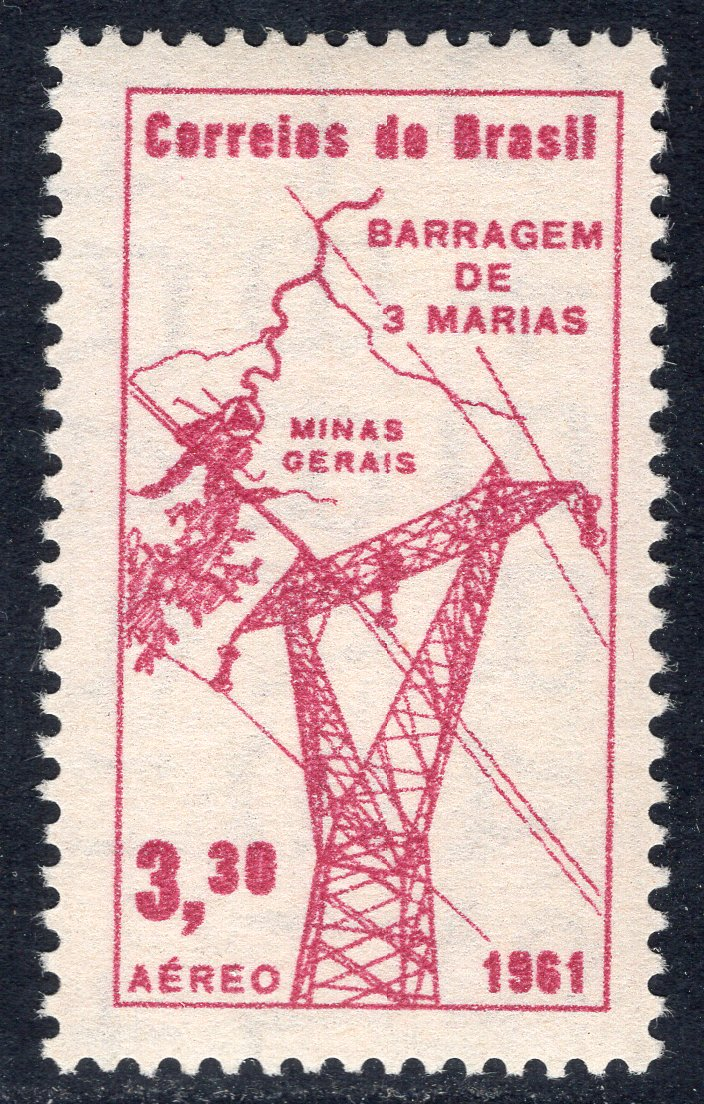 Correios do Brasil
BARRAGEM
DE
3 MARIAS
MINAS
GERAIS
3,30
AÉREO
1961